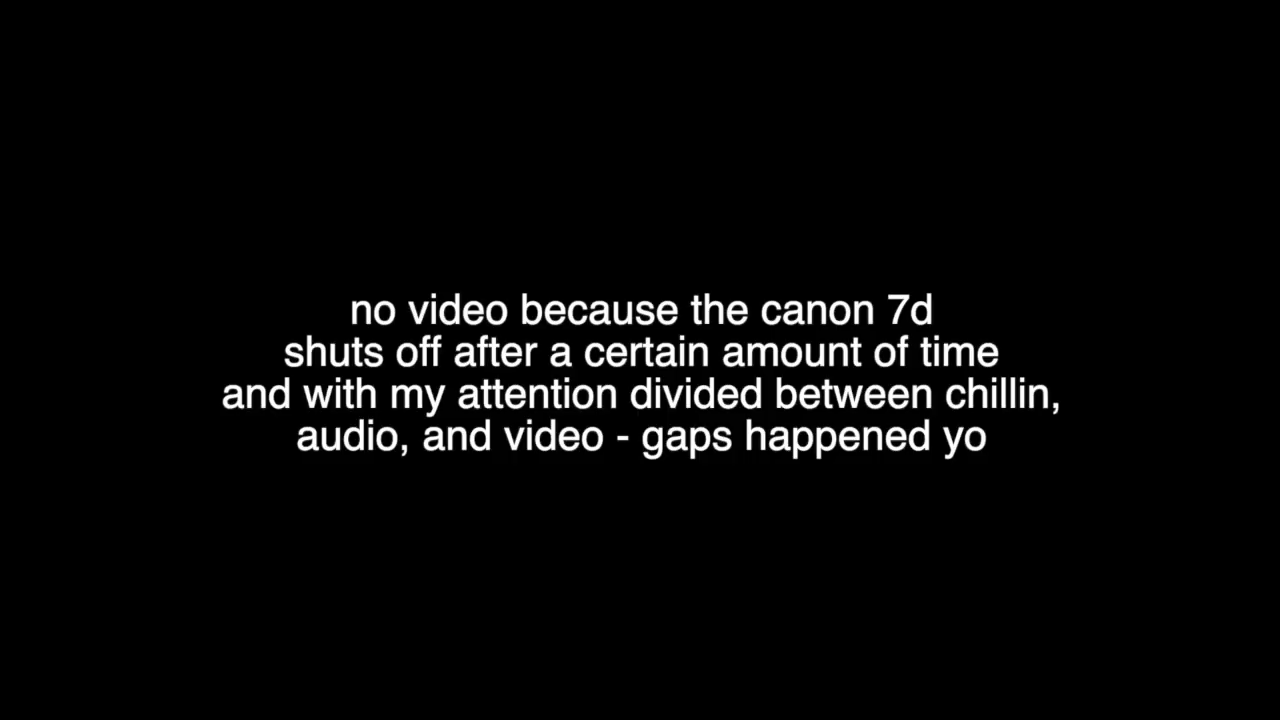 no video because the canon 7d
shuts off after a certain amount of time
and with my attention divided between chillin,
audio, and video - gaps happened yo